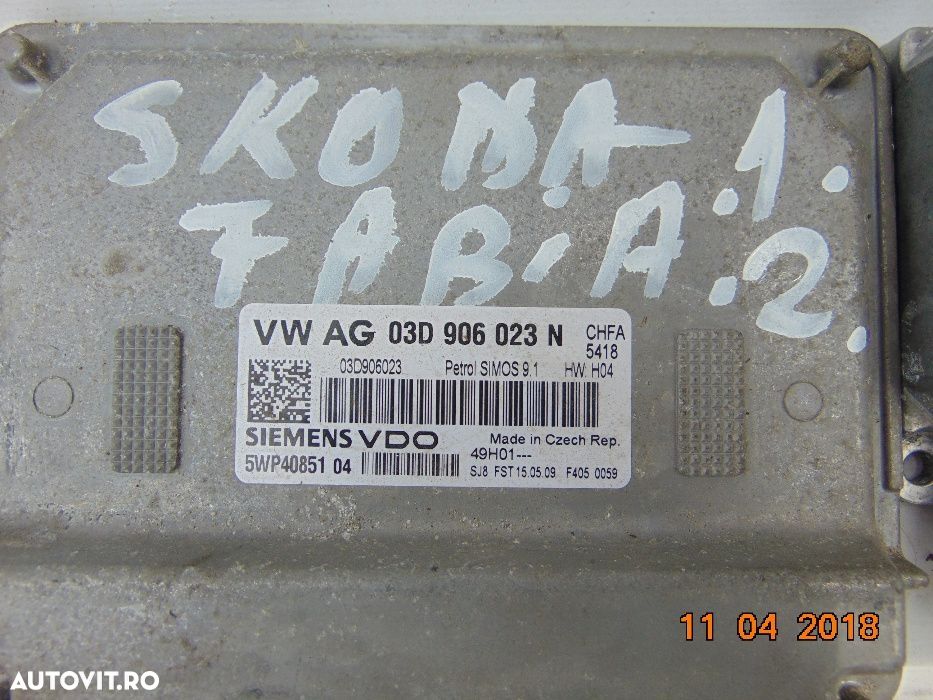 SKODA 1.
FABiA:2.
VW AG 03D 906 023 N CHFA
5418
03D906023 Petrol SIMOS 9.1 HW: H04
SIEMENS VDO Made in Czech Rep.
5WP40851 04 49H01---
SJ8 FST 15.05.09 F405 0059
11 04 2018
AUTOVIT.RO